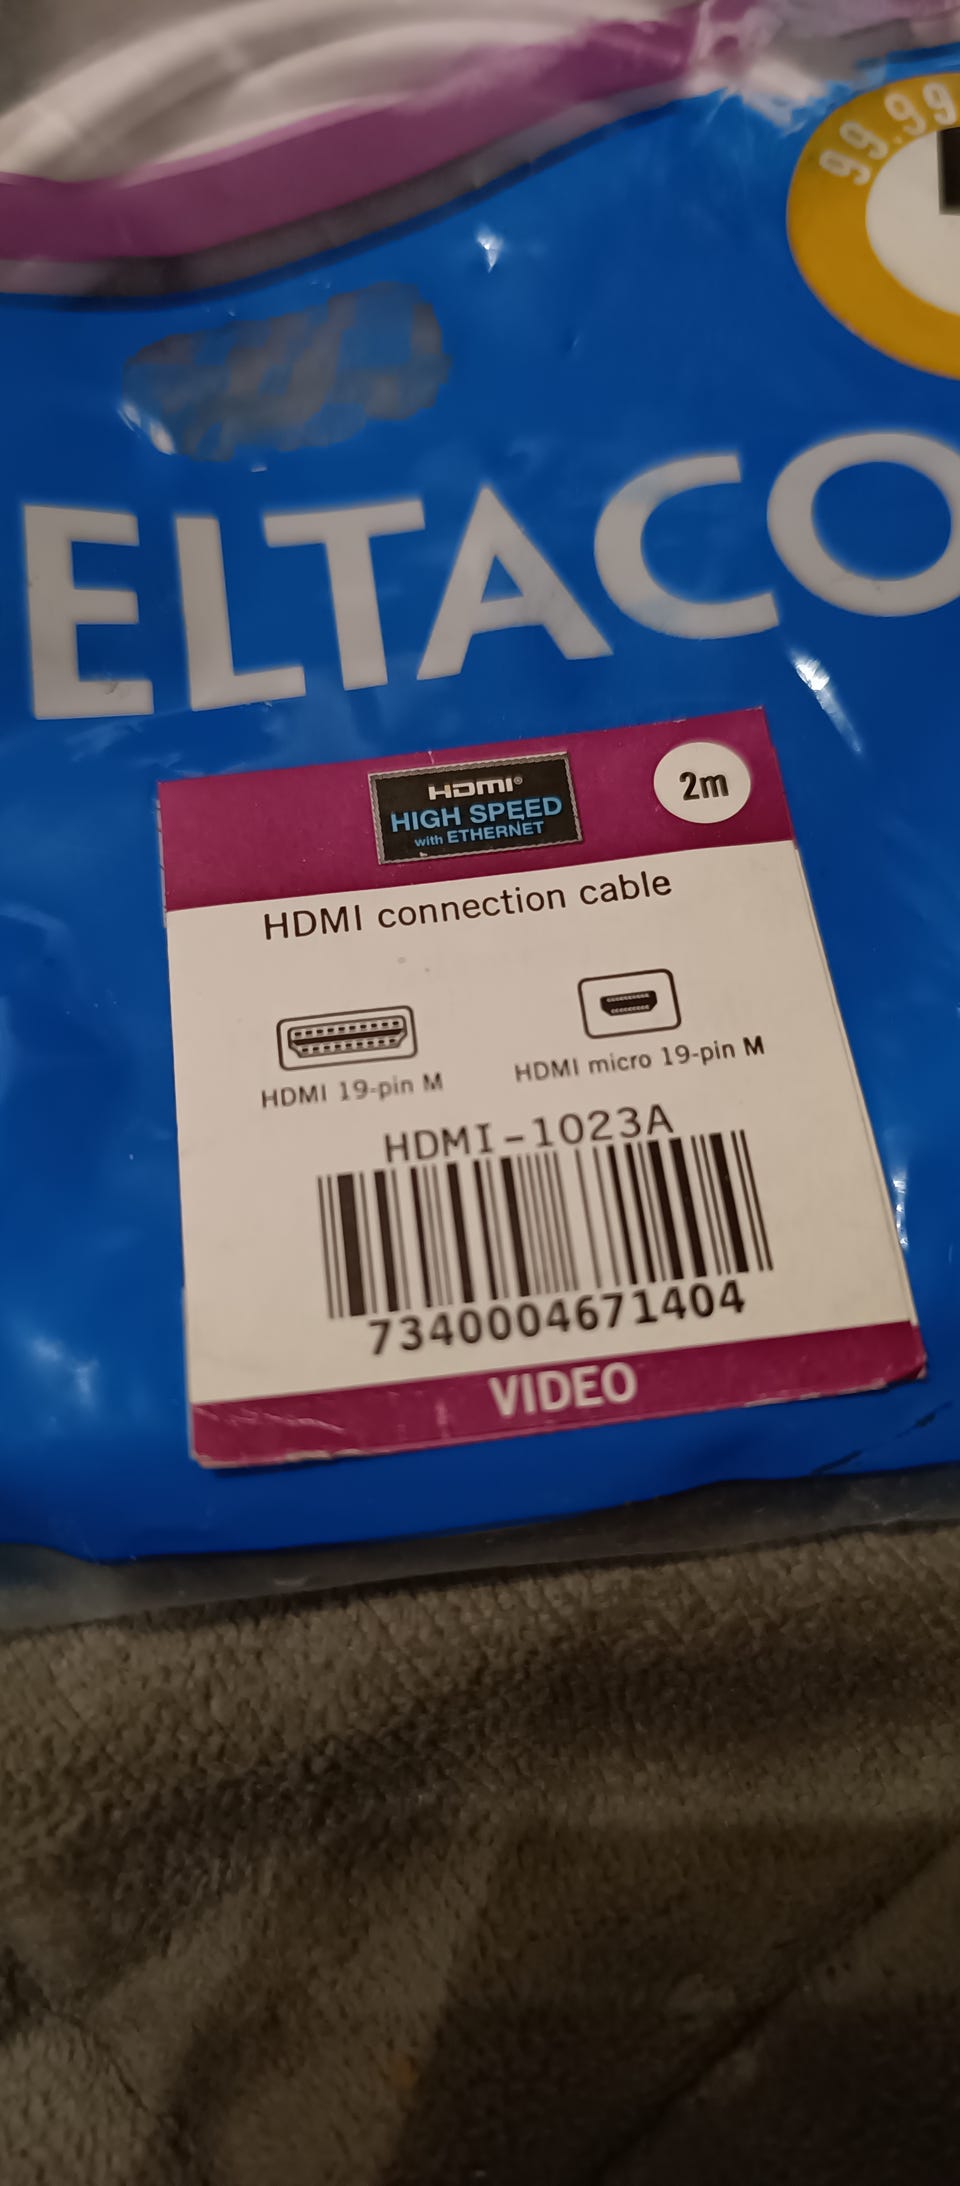 99.99
ELTACO
HDMI®
HIGH SPEED
with ETHERNET
2m
HDMI connection cable
HDMI 19-pin M
HDMI micro 19-pin M
HDMI-1023A
7340004671404
VIDEO